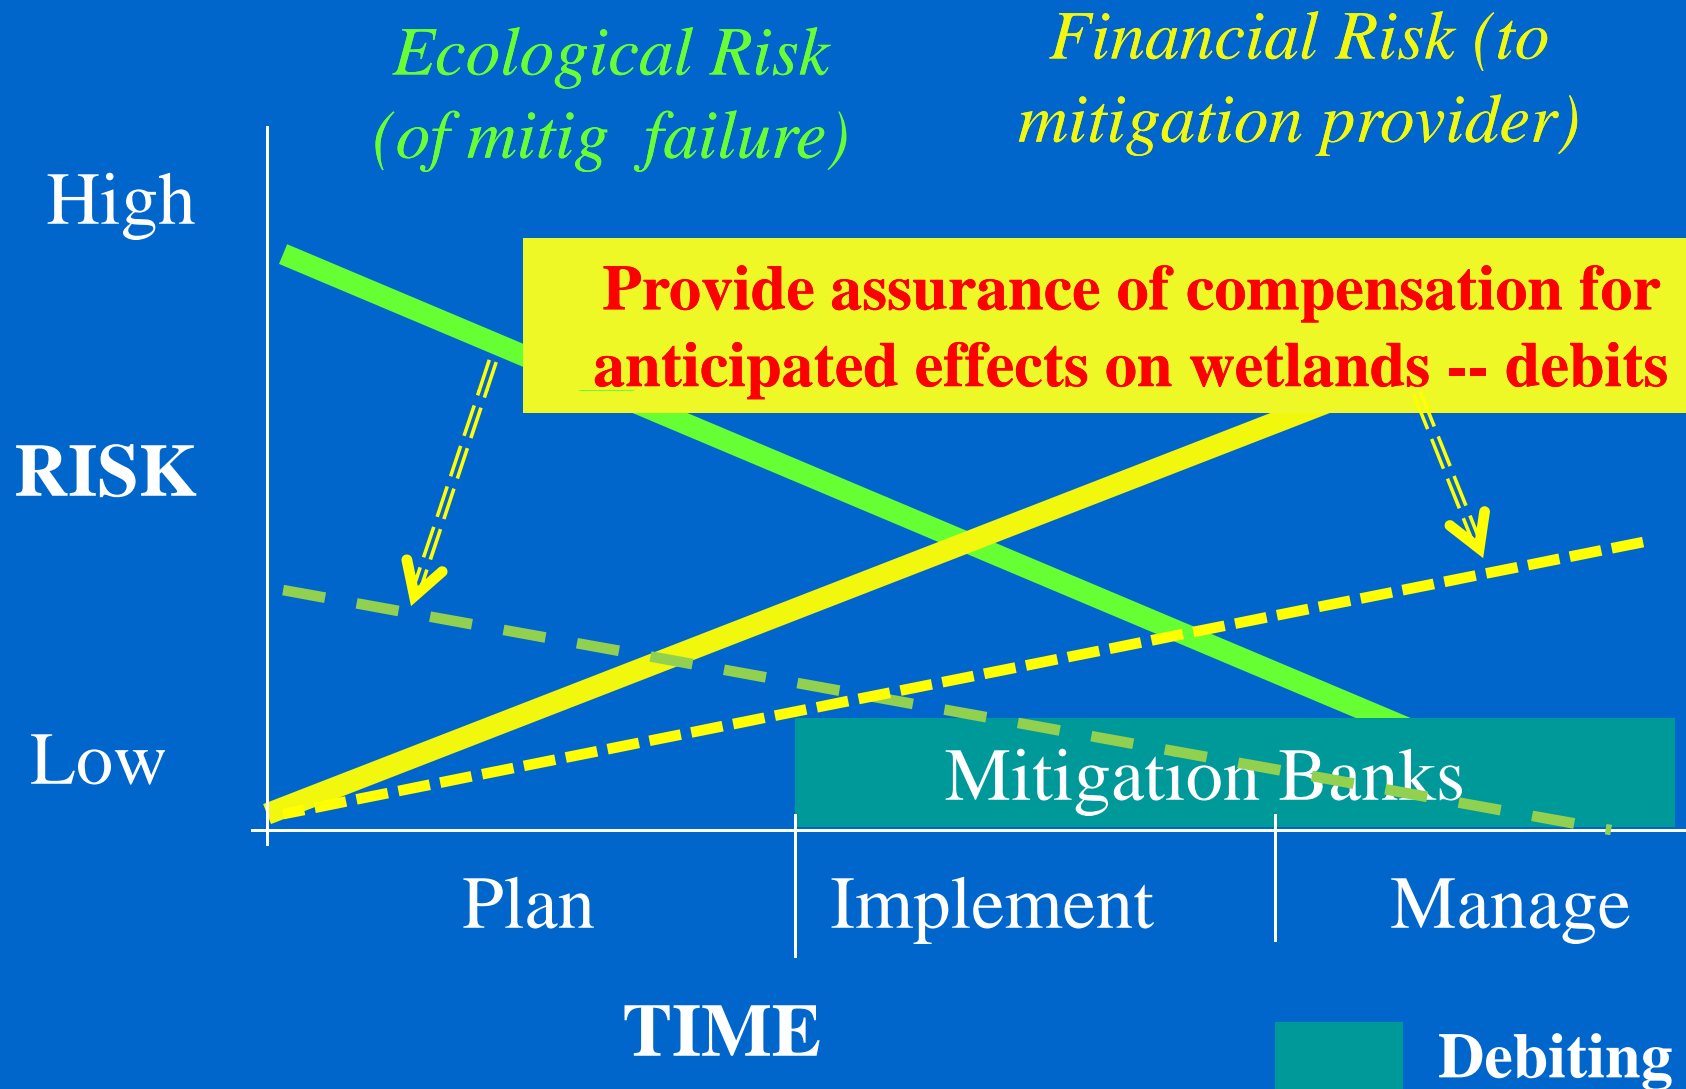 Ecological Risk
(of mitig failure)
Financial Risk (to
mitigation provider)
High
Provide assurance of compensation for
anticipated effects on wetlands -- debits
RISK
Low
Mitigation Banks
Plan
Implement
Manage
TIME
Debiting